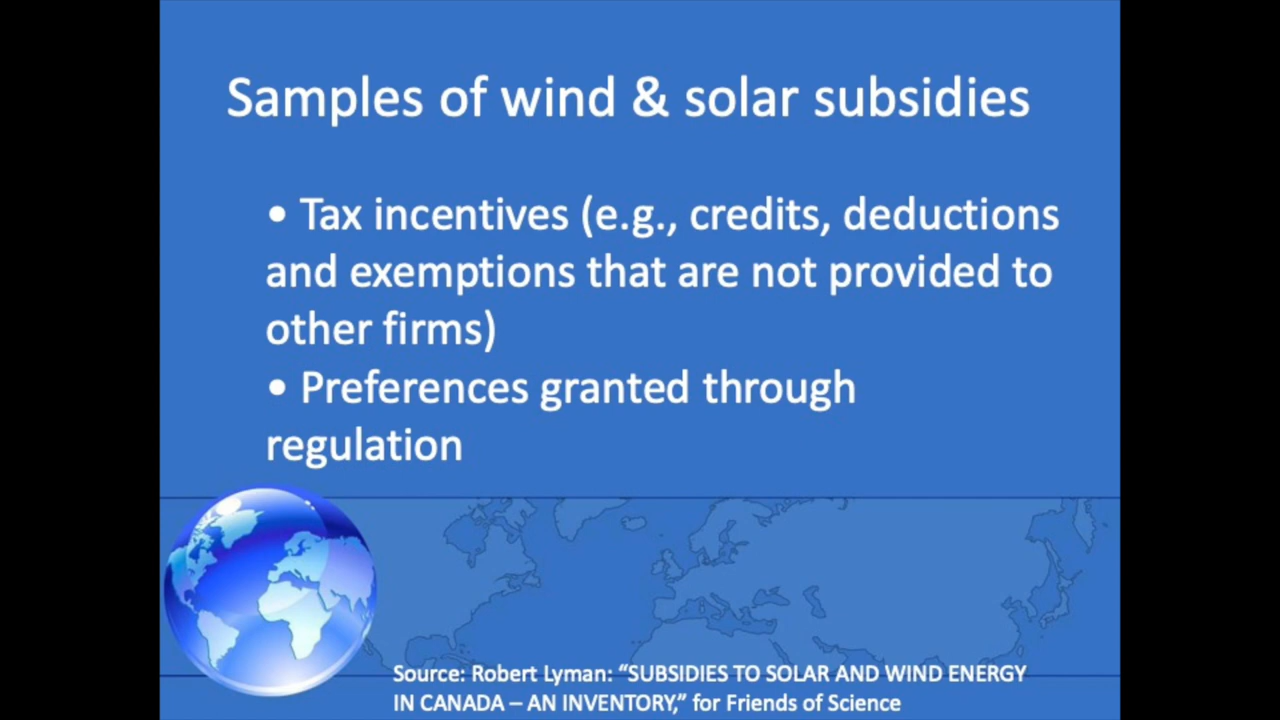 Samples of wind & solar subsidies
• Tax incentives (e.g., credits, deductions
and exemptions that are not provided to
other firms)
• Preferences granted through
regulation
Source: Robert Lyman: “SUBSIDIES TO SOLAR AND WIND ENERGY
IN CANADA – AN INVENTORY,” for Friends of Science